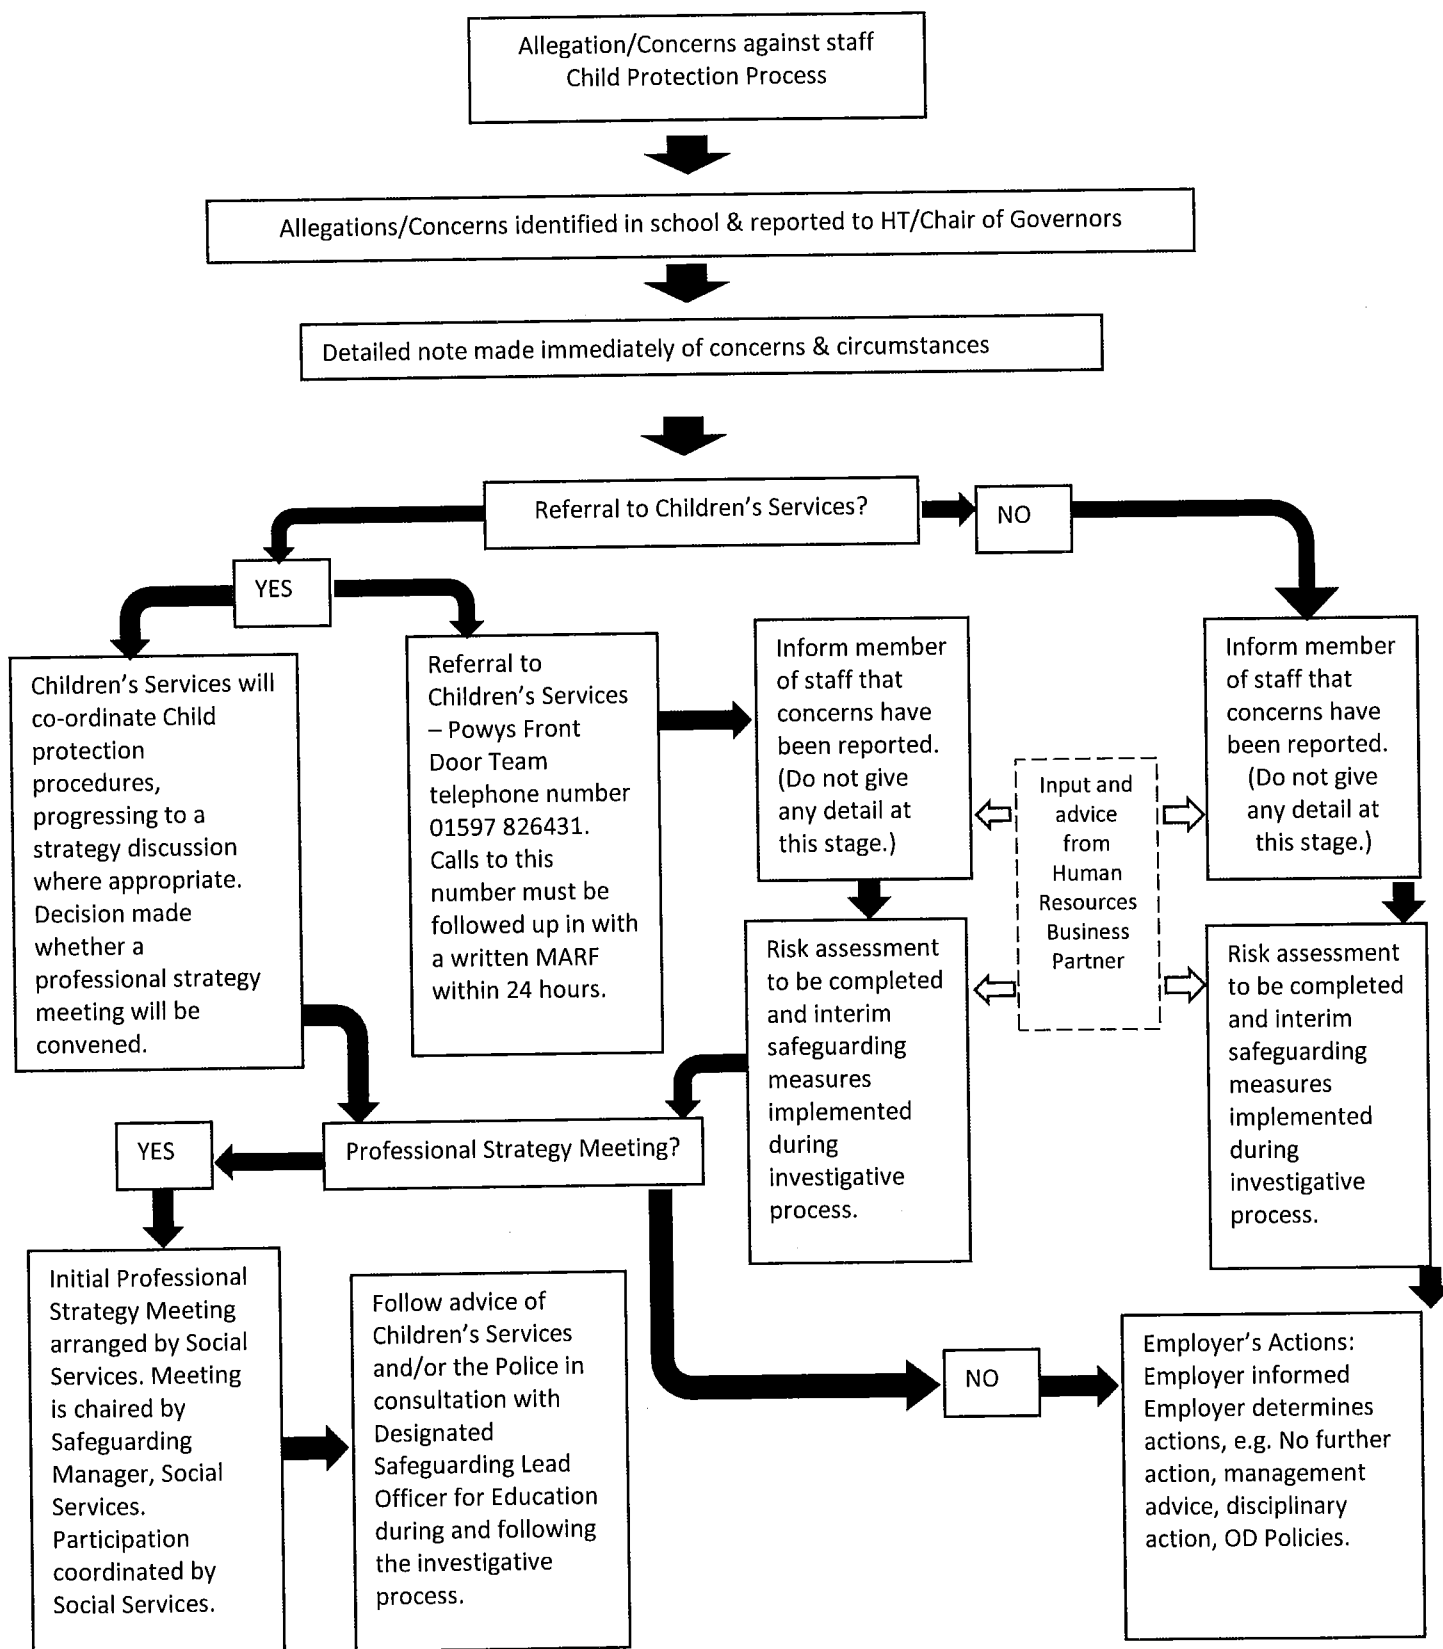 Allegation/Concerns against staff
Child Protection Process
Allegations/Concerns identified in school & reported to HT/Chair of Governors
Detailed note made immediately of concerns & circumstances
Referral to Children's Services?
NO
YES
Children's Services will
co-ordinate Child
protection
procedures,
progressing to a
strategy discussion
where appropriate.
Decision made
whether a
professional strategy
meeting will be
convened.
Referral to
Children's Services
– Powys Front
Door Team
telephone number
01597 826431.
Calls to this
number must be
followed up in with
a written MARF
within 24 hours.
Inform member
of staff that
concerns have
been reported.
(Do not give
any detail at
this stage.)
Input and
advice
from
Human
Resources
Business
Partner
Inform member
of staff that
concerns have
been reported.
(Do not give
any detail at
this stage.)
Risk assessment
to be completed
and interim
safeguarding
measures
implemented
during
investigative
process.
Risk assessment
to be completed
and interim
safeguarding
measures
implemented
during
investigative
process.
Professional Strategy Meeting?
YES
Initial Professional
Strategy Meeting
arranged by Social
Services. Meeting
is chaired by
Safeguarding
Manager, Social
Services.
Participation
coordinated by
Social Services.
Follow advice of
Children's Services
and/or the Police in
consultation with
Designated
Safeguarding Lead
Officer for Education
during and following
the investigative
process.
NO
Employer's Actions:
Employer informed
Employer determines
actions, e.g. No further
action, management
advice, disciplinary
action, OD Policies.